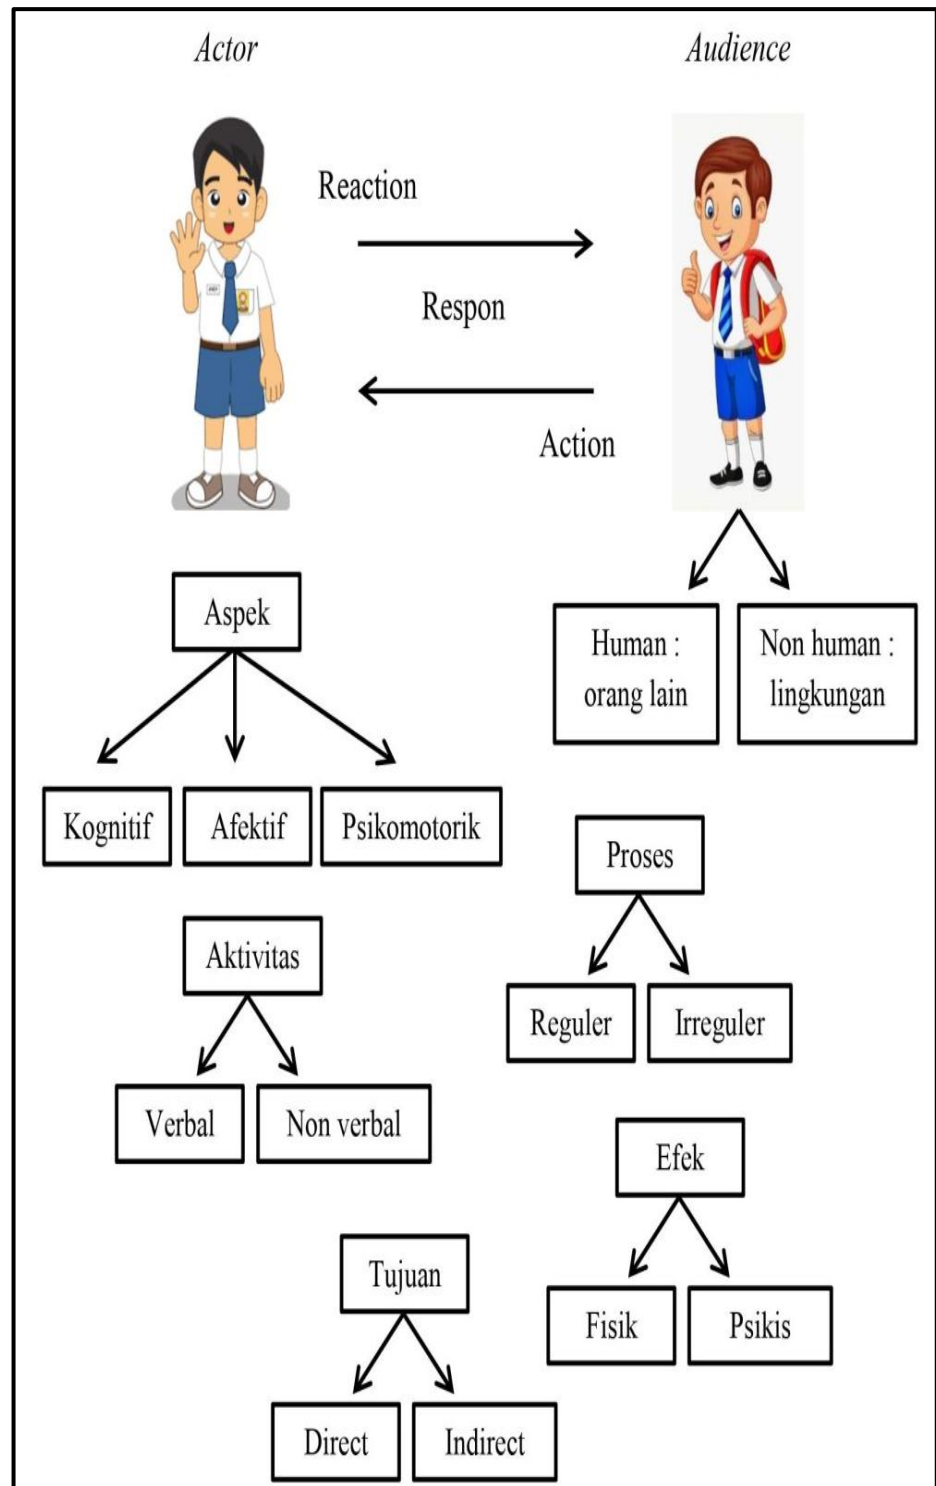 Actor
Audience
Reaction
Respon
Action
Aspek
Human :
orang lain
Non human :
lingkungan
Kognitif
Afektif
Psikomotorik
Proses
Aktivitas
Reguler
Irreguler
Verbal
Non verbal
Efek
Tujuan
Fisik
Psikis
Direct
Indirect